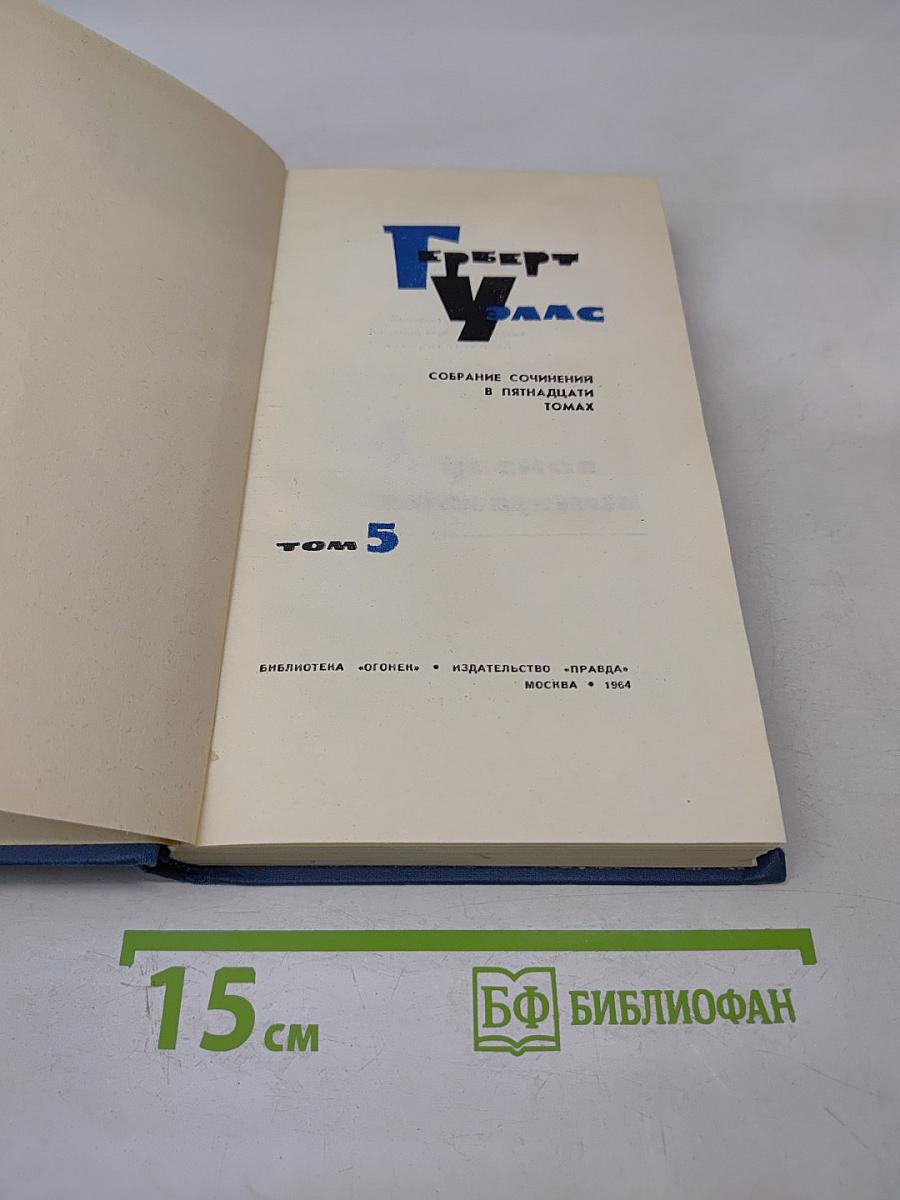 Герберт
Уэллс
СОБРАНИЕ СОЧИНЕНИЙ
В ПЯТНАДЦАТИ
ТОМАХ
ТОМ 5
БИБЛИОТЕКА «ОГОНЕК» • ИЗДАТЕЛЬСТВО «ПРАВДА»
МОСКВА • 1964
15 см
БФ БИБЛИОФАН